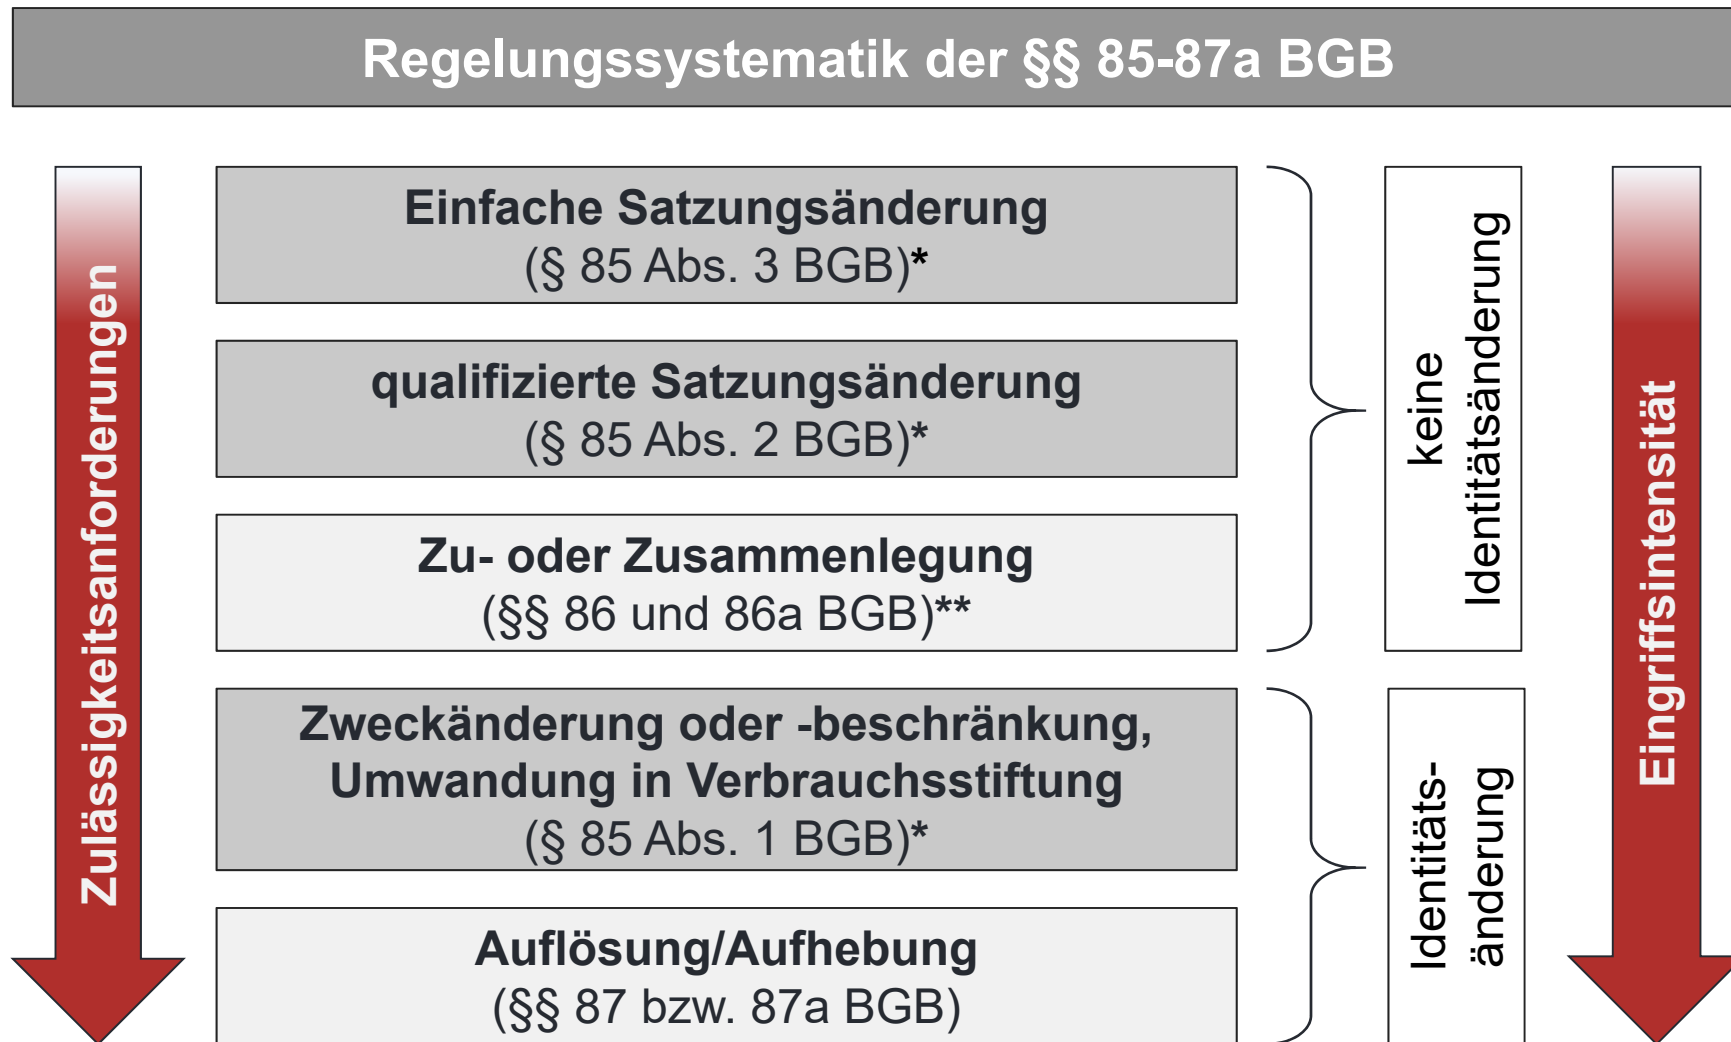 Regelungssystematik der §§ 85-87a BGB
Zulässigkeitsanforderungen
Einfache Satzungsänderung
(§ 85 Abs. 3 BGB)*
qualifizierte Satzungsänderung
(§ 85 Abs. 2 BGB)*
Zu- oder Zusammenlegung
(§§ 86 und 86a BGB)**
Zweckänderung oder -beschränkung,
Umwandung in Verbrauchsstiftung
(§ 85 Abs. 1 BGB)*
Auflösung/Aufhebung
(§§ 87 bzw. 87a BGB)
keine
Identitätsänderung
Identitäts-
änderung
Eingriffsintensität